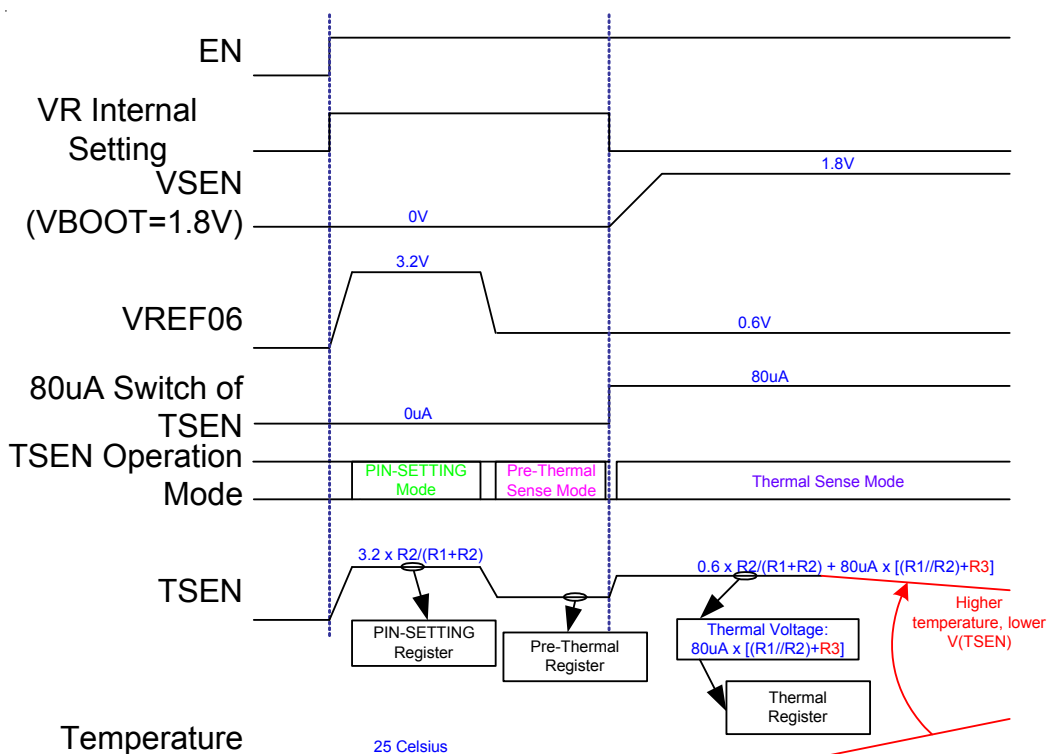 EN
VR Internal
Setting
VSEN
(VBOOT=1.8V)
0V
1.8V
VREF06
3.2V
0.6V
80uA Switch of
TSEN
0uA
80uA
TSEN Operation
Mode
PIN-SETTING
Mode
Pre-Thermal
Sense Mode
Thermal Sense Mode
TSEN
3.2 x R2/(R1+R2)
0.6 x R2/(R1+R2) + 80uA x [(R1//R2)+R3]
PIN-SETTING
Register
Pre-Thermal
Register
Thermal Voltage:
80uA x [(R1//R2)+R3]
Thermal
Register
Higher
temperature, lower
V(TSEN)
Temperature
25 Celsius